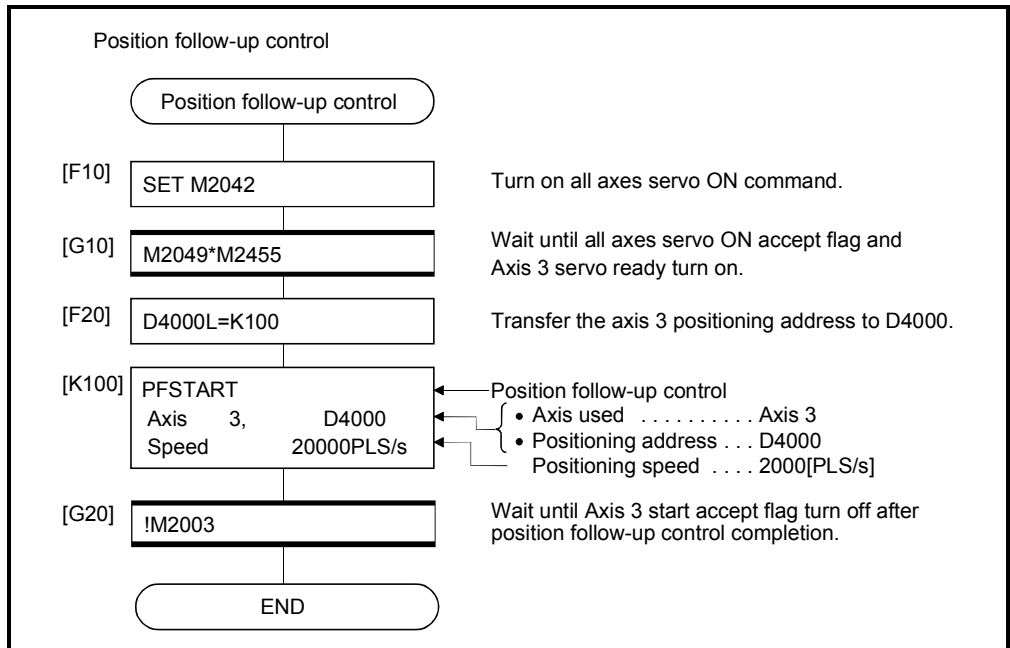 Position follow-up control
Position follow-up control
[F10] SET M2042 Turn on all axes servo ON command.
[G10] M2049*M2455 Wait until all axes servo ON accept flag and
Axis 3 servo ready turn on.
[F20] D4000L=K100 Transfer the axis 3 positioning address to D4000.
[K100] PFSTART Position follow-up control
Axis 3, D4000 • Axis used . . . . . . . . . . Axis 3
• Positioning address . . . D4000
Speed 20000PLS/s Positioning speed . . . . 2000[PLS/s]
[G20] !M2003 Wait until Axis 3 start accept flag turn off after
position follow-up control completion.
END